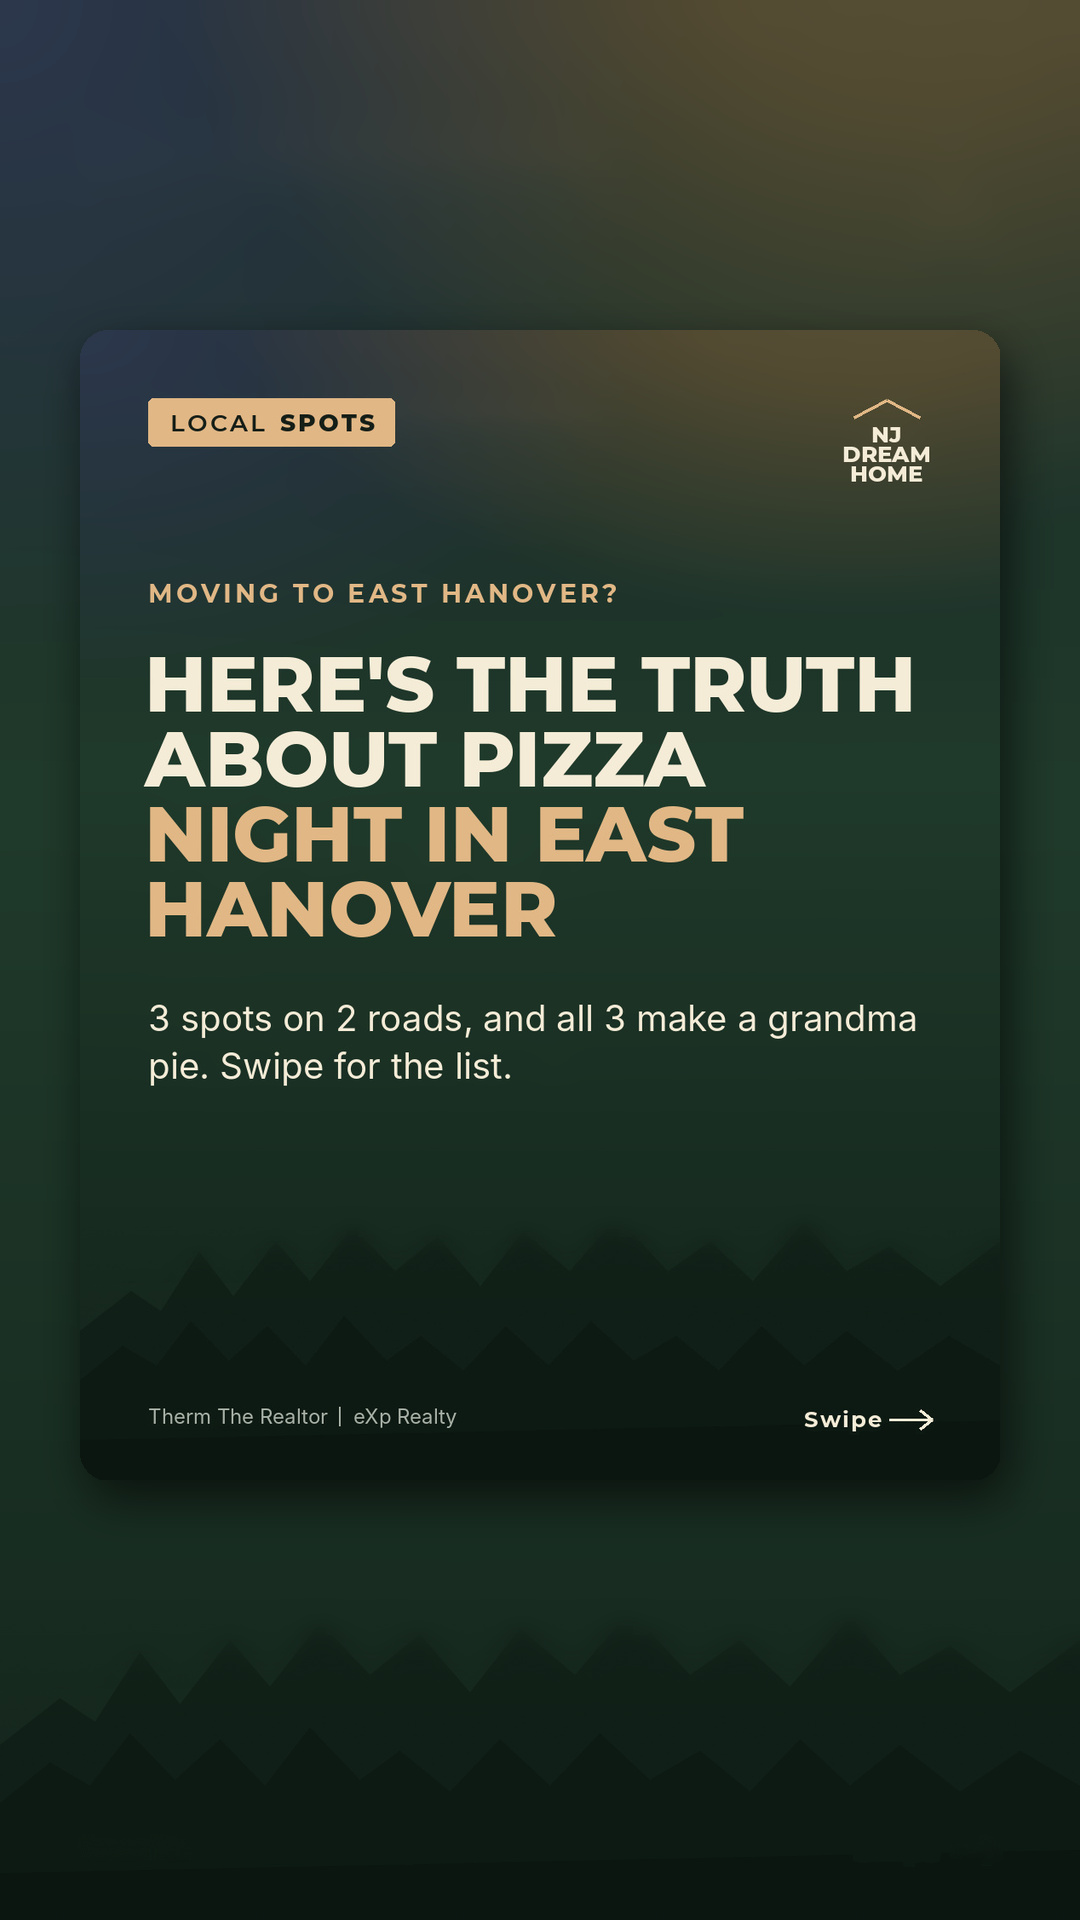 LOCAL SPOTS
NJ
DREAM
HOME
MOVING TO EAST HANOVER?
HERE'S THE TRUTH
ABOUT PIZZA
NIGHT IN EAST
HANOVER
3 spots on 2 roads, and all 3 make a grandma
pie. Swipe for the list.
Therm The Realtor | eXp Realty
Swipe